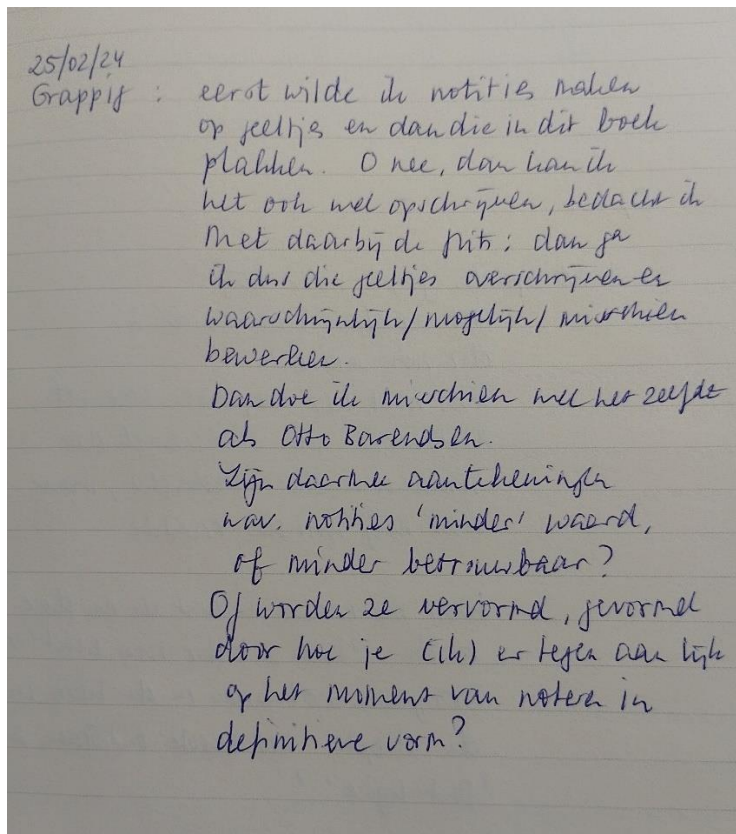 25/02/24
Grappig : eerst wilde ik notities maken
op geeltjes en dan die in dit boek
plakken. O nee, dan kan ik
het ook wel opschrijven, bedacht ik
Met daarbij de frits: dan ga
ik dus die geeltjes overschrijven en
waarschijnlijk/mogelijk/misschien
bewerken.
Dan doe ik misschien wel het zelfde
als Otto Barendsen.
Zijn daarmee aantekeningen
nav. notities 'minder' waard,
of minder betrouwbaar?
Of worden ze vervormd, gevormd
door hoe je (ik) er tegen aan kijk
op het moment van noteren in
definitieve vorm?